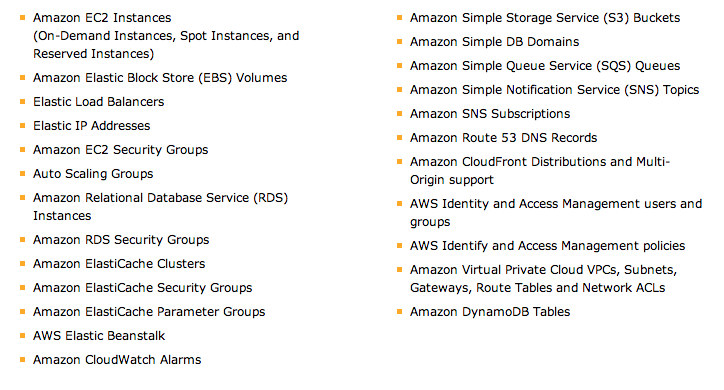 Amazon EC2 Instances
(On-Demand Instances, Spot Instances, and
Reserved Instances)
Amazon Elastic Block Store (EBS) Volumes
Elastic Load Balancers
Elastic IP Addresses
Amazon EC2 Security Groups
Auto Scaling Groups
Amazon Relational Database Service (RDS)
Instances
Amazon RDS Security Groups
Amazon ElastiCache Clusters
Amazon ElastiCache Security Groups
Amazon ElastiCache Parameter Groups
AWS Elastic Beanstalk
Amazon CloudWatch Alarms
Amazon Simple Storage Service (S3) Buckets
Amazon Simple DB Domains
Amazon Simple Queue Service (SQS) Queues
Amazon Simple Notification Service (SNS) Topics
Amazon SNS Subscriptions
Amazon Route 53 DNS Records
Amazon CloudFront Distributions and Multi-
Origin support
AWS Identity and Access Management users and
groups
AWS Identify and Access Management policies
Amazon Virtual Private Cloud VPCs, Subnets,
Gateways, Route Tables and Network ACLs
Amazon DynamoDB Tables